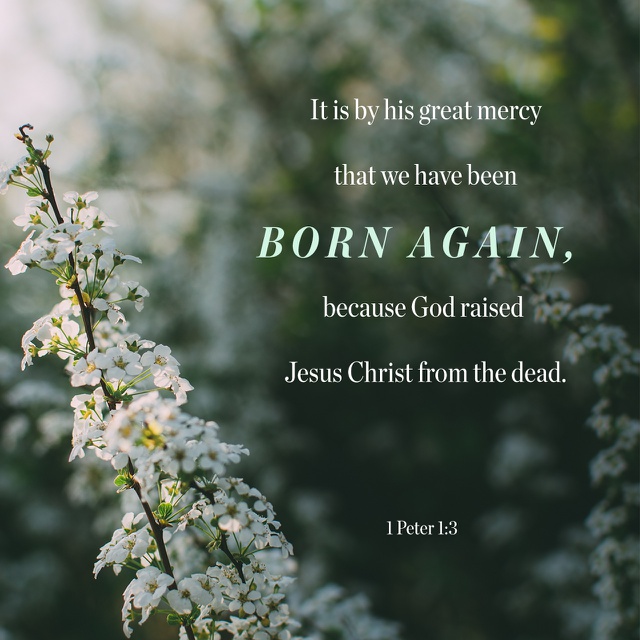 It is by his great mercy
that we have been
BORN AGAIN,
because God raised
Jesus Christ from the dead.
1 Peter 1:3